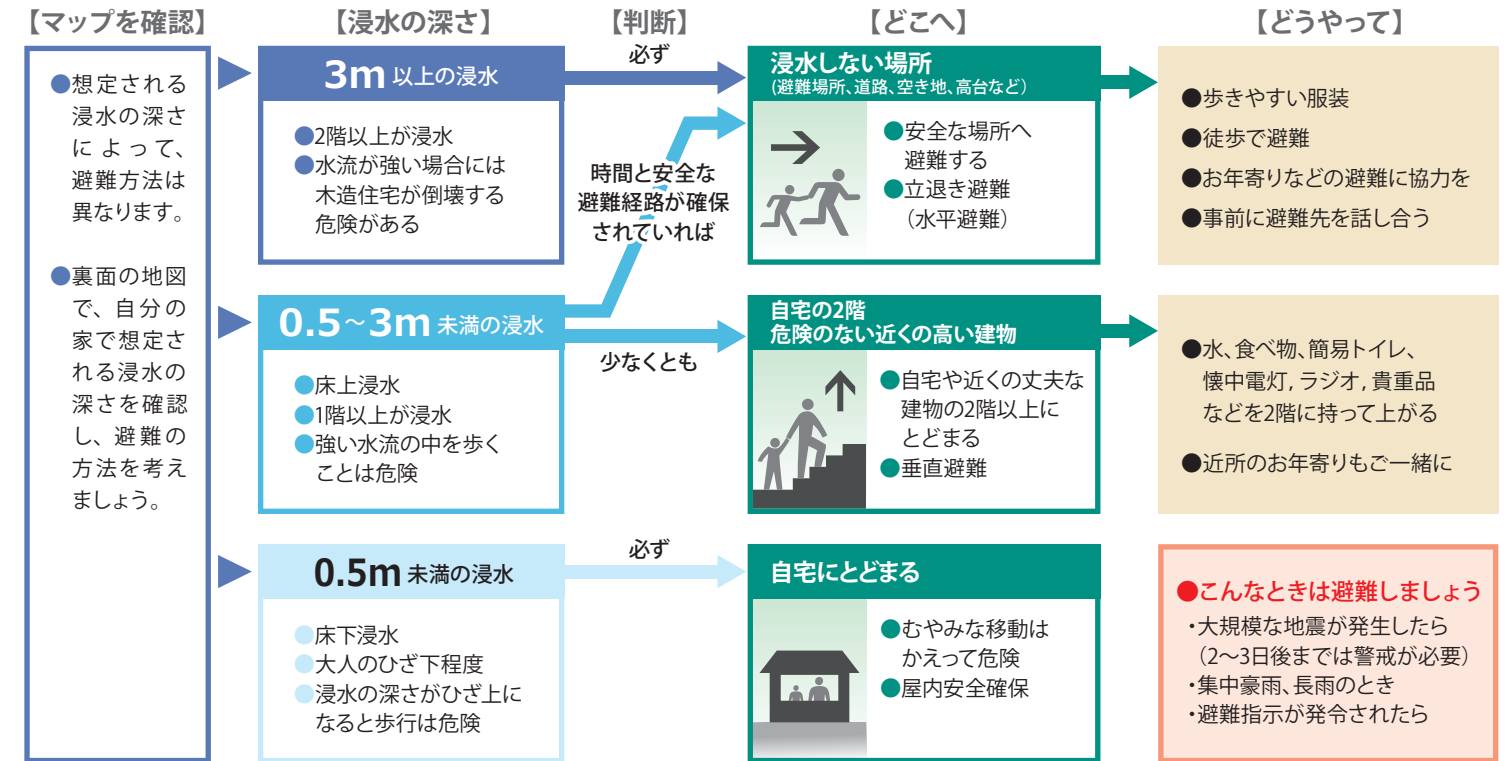 【マップを確認】
●想定される
浸水の深さ
によって、
避難方法は
異なります。
●裏面の地図
で、自分の
家で想定さ
れる浸水の
深さを確認
し、避難の
方法を考え
ましょう。
【浸水の深さ】
3m 以上の浸水
●2階以上が浸水
●水流が強い場合には
木造住宅が倒壊する
危険がある
0.5～3m 未満の浸水
●床上浸水
●1階以上が浸水
●強い水流の中を歩く
ことは危険
0.5m 未満の浸水
●床下浸水
●大人のひざ下程度
●浸水の深さがひざ上に
なると歩行は危険
【判断】
必ず
時間と安全な
避難経路が確保
されていれば
少なくとも
必ず
【どこへ】
浸水しない場所
(避難場所、道路、空き地、高台など)
●安全な場所へ
避難する
●立退き避難
（水平避難）
自宅の2階
危険のない近くの高い建物
●自宅や近くの丈夫な
建物の2階以上に
とどまる
●垂直避難
自宅にとどまる
●むやみな移動は
かえって危険
●屋内安全確保
【どうやって】
●歩きやすい服装
●徒歩で避難
●お年寄りなどの避難に協力を
●事前に避難先を話し合う
●水、食べ物、簡易トイレ、
懐中電灯，ラジオ，貴重品
などを2階に持って上がる
●近所のお年寄りもご一緒に
●こんなときは避難しましょう
・大規模な地震が発生したら
（2～3日後までは警戒が必要）
・集中豪雨、長雨のとき
・避難指示が発令されたら